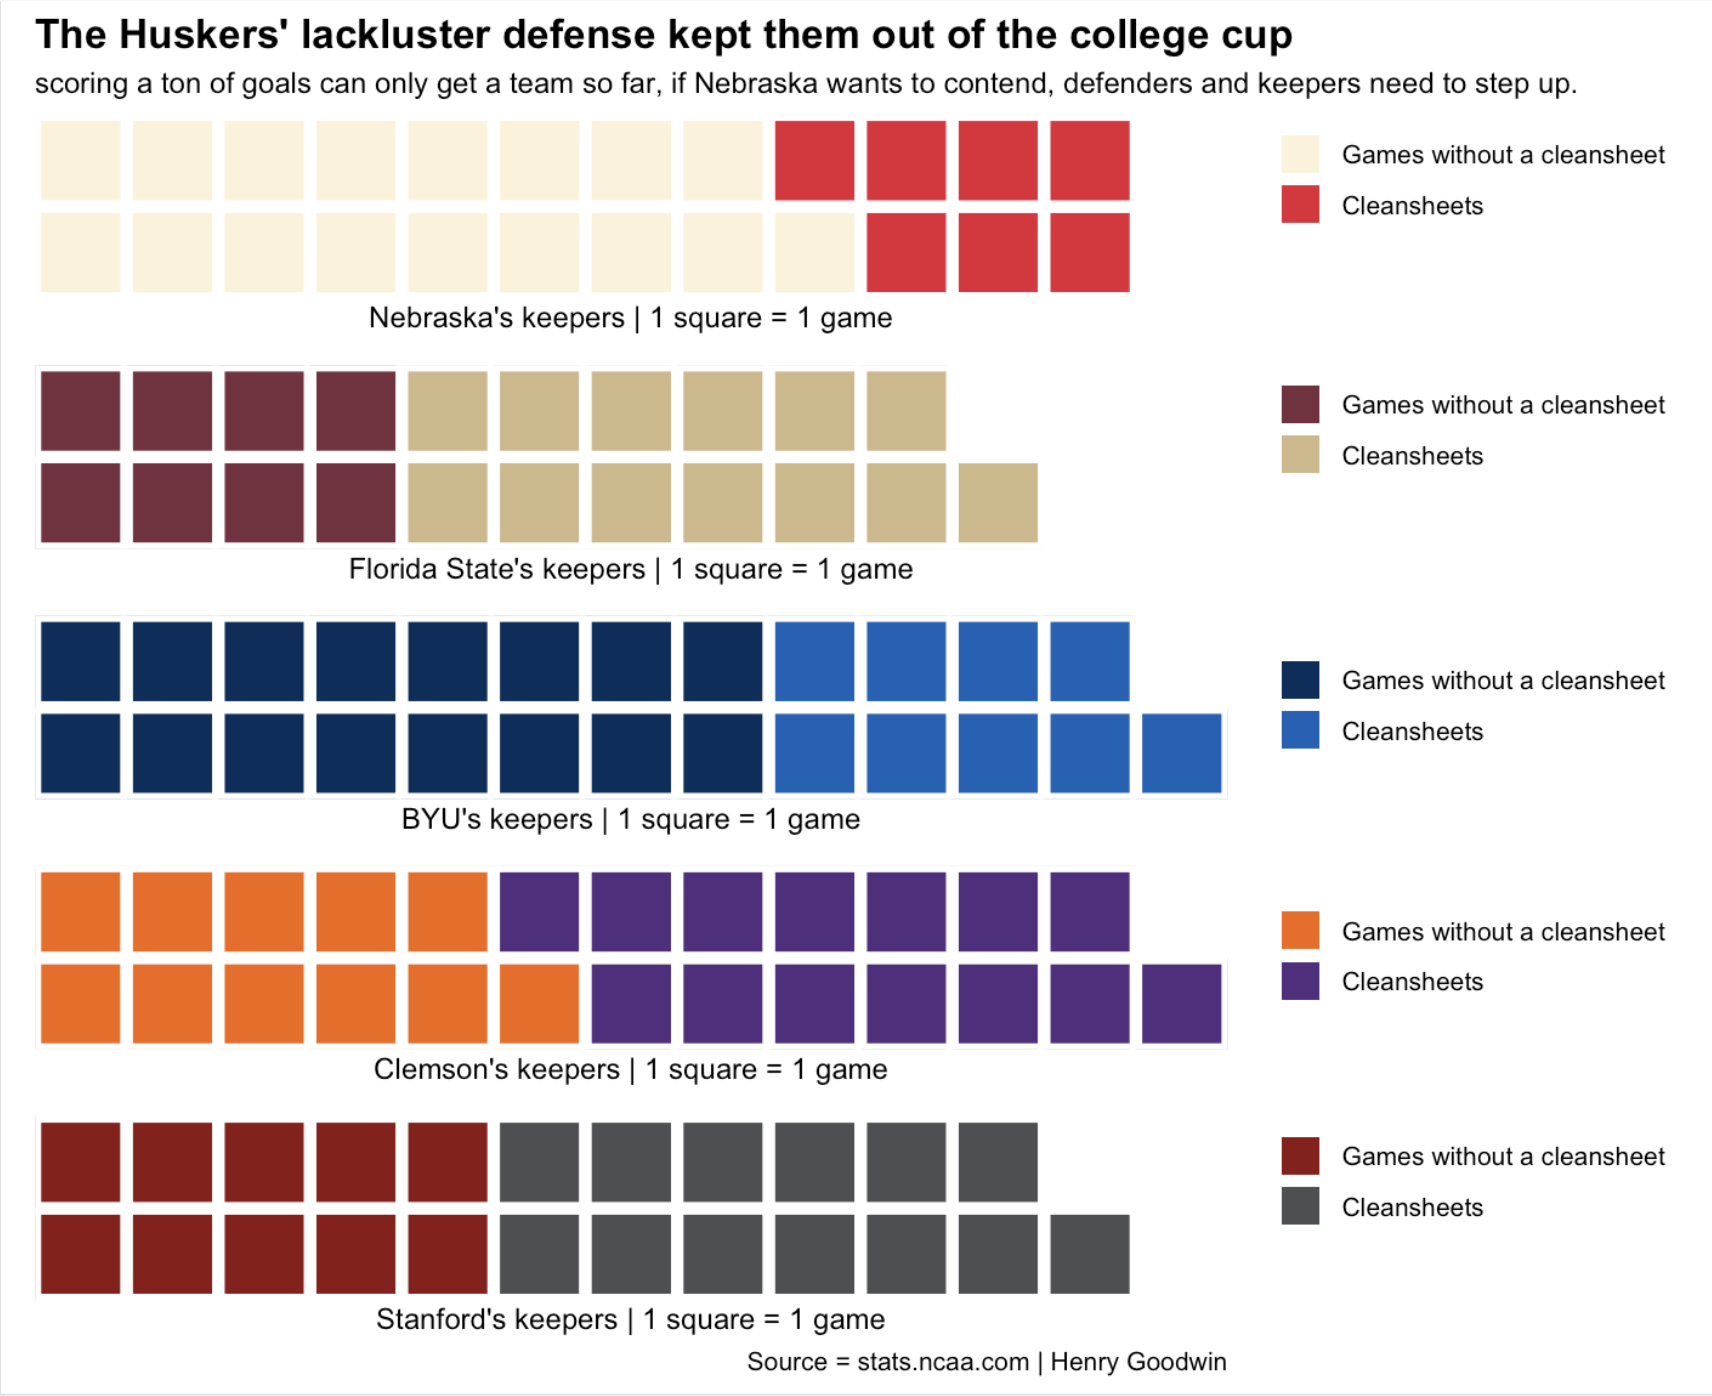 The Huskers' lackluster defense kept them out of the college cup
scoring a ton of goals can only get a team so far, if Nebraska wants to contend, defenders and keepers need to step up.
Games without a cleansheet
Cleansheets
Nebraska's keepers | 1 square = 1 game
Games without a cleansheet
Cleansheets
Florida State's keepers | 1 square = 1 game
Games without a cleansheet
Cleansheets
BYU's keepers | 1 square = 1 game
Games without a cleansheet
Cleansheets
Clemson's keepers | 1 square = 1 game
Games without a cleansheet
Cleansheets
Stanford's keepers | 1 square = 1 game
Source = stats.ncaa.com | Henry Goodwin